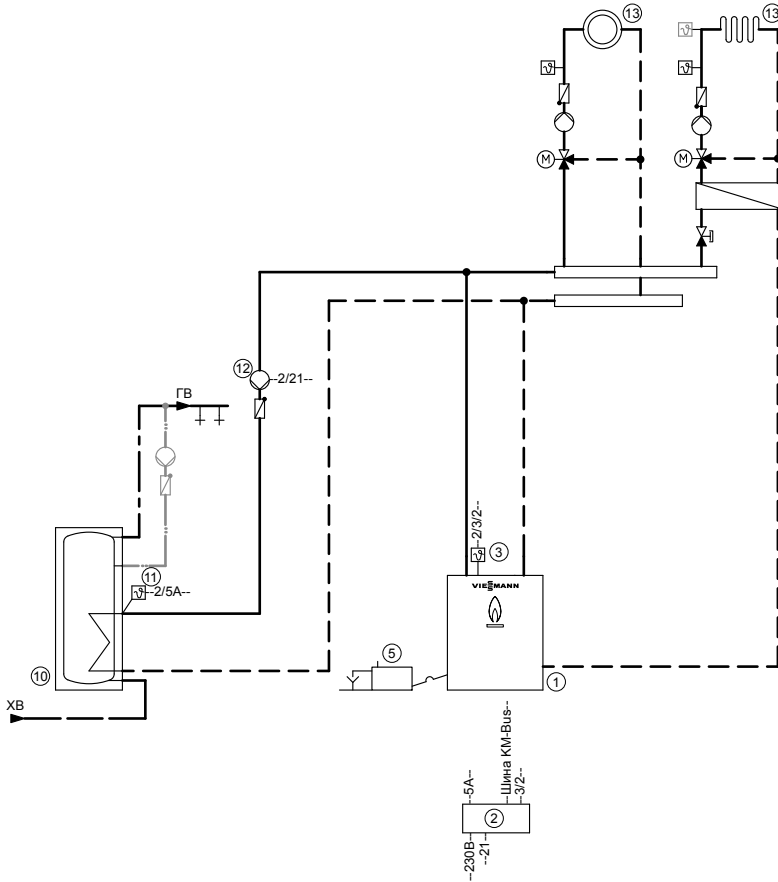 13
13
ϑ
ϑ
ϑ
M
M
12
--2/21--
ГВ
--2/3/2--
ϑ
3
11
ϑ
--2/5A--
VIESMANN
5
10
1
ХВ
--5A--
--Шина KM-Bus--
--3/2--
2
--230В--
--21--